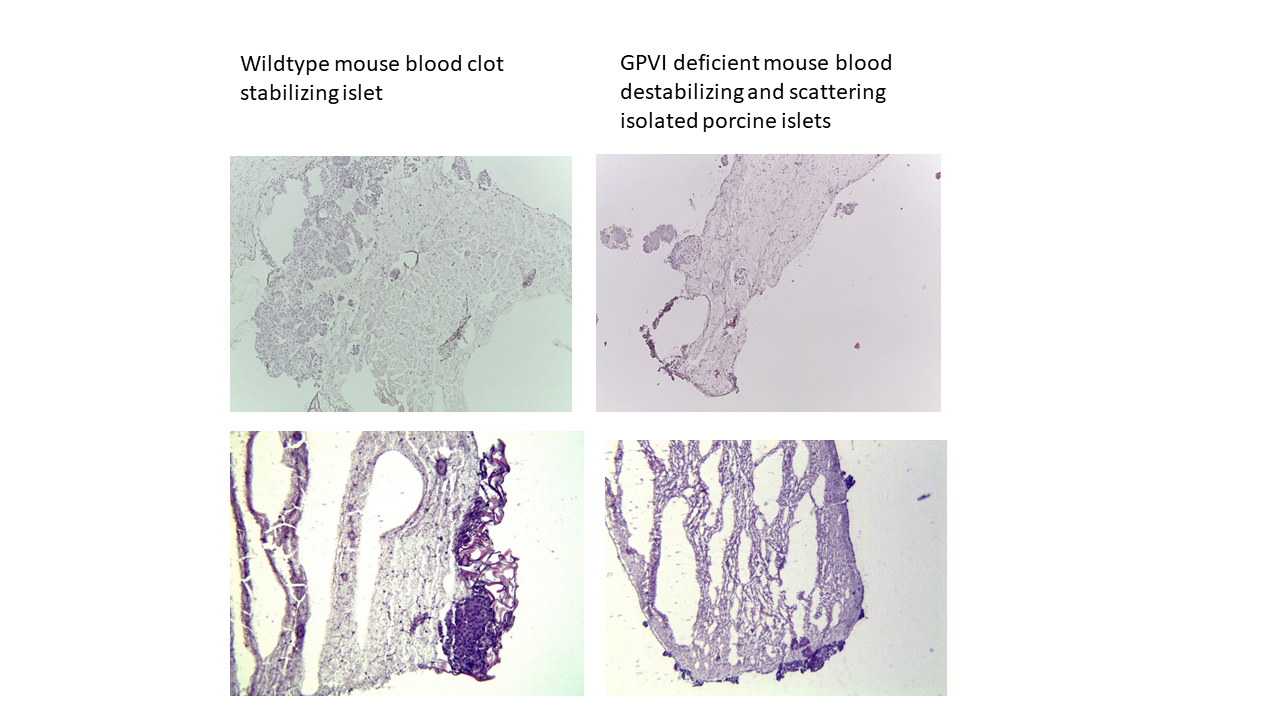 Wildtype mouse blood clot
stabilizing islet
GPVI deficient mouse blood
destabilizing and scattering
isolated porcine islets